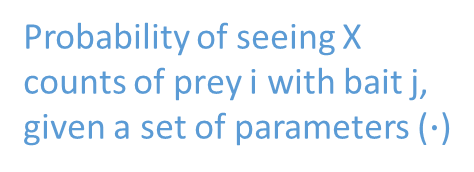 Probability of seeing X
counts of prey i with bait j,
given a set of parameters (·)